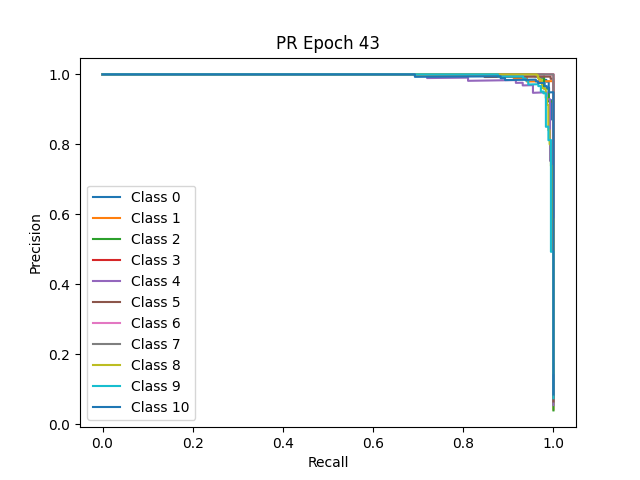 PR Epoch 43
Precision
1.0
0.8
0.6
0.4
0.2
0.0
Class 0
Class 1
Class 2
Class 3
Class 4
Class 5
Class 6
Class 7
Class 8
Class 9
Class 10
0.0 0.2 0.4 0.6 0.8 1.0
Recall